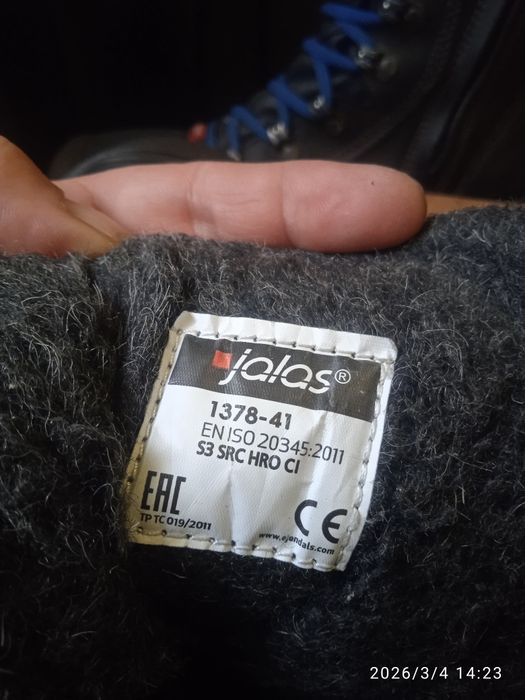 jalas®
1378-41
EN ISO 20345:2011
S3 SRC HRO CI
EAC
TP TC 019/2011
CE
www.ejendals.com
2026/3/4 14:23